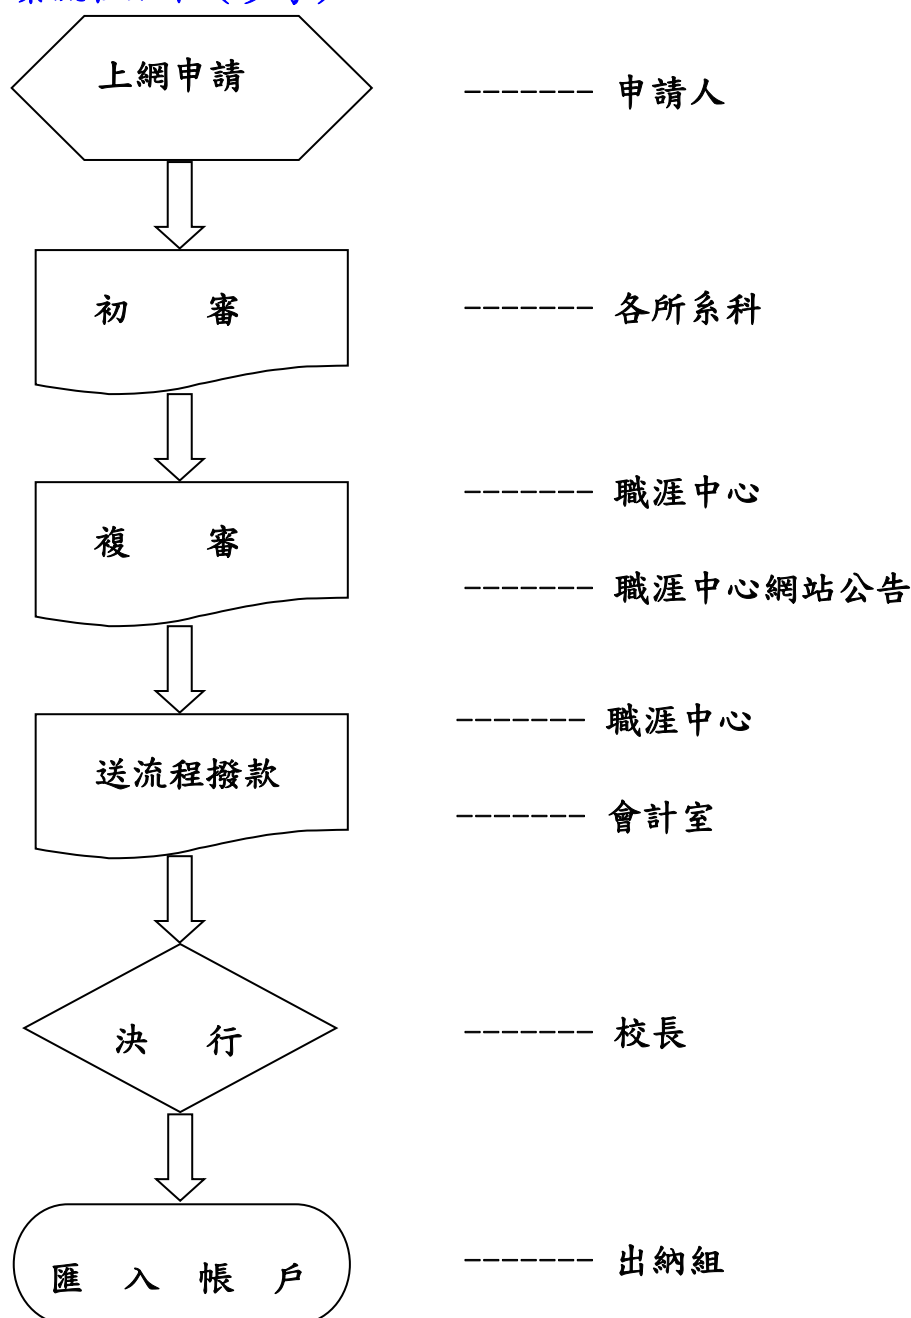 上網申請 ------- 申請人
初 審 ------- 各所系科
------- 職涯中心
複 審
------- 職涯中心網站公告
------- 職涯中心
送流程撥款
------- 會計室
決 行 ------- 校長
匯 入 帳 戶 ------- 出納組